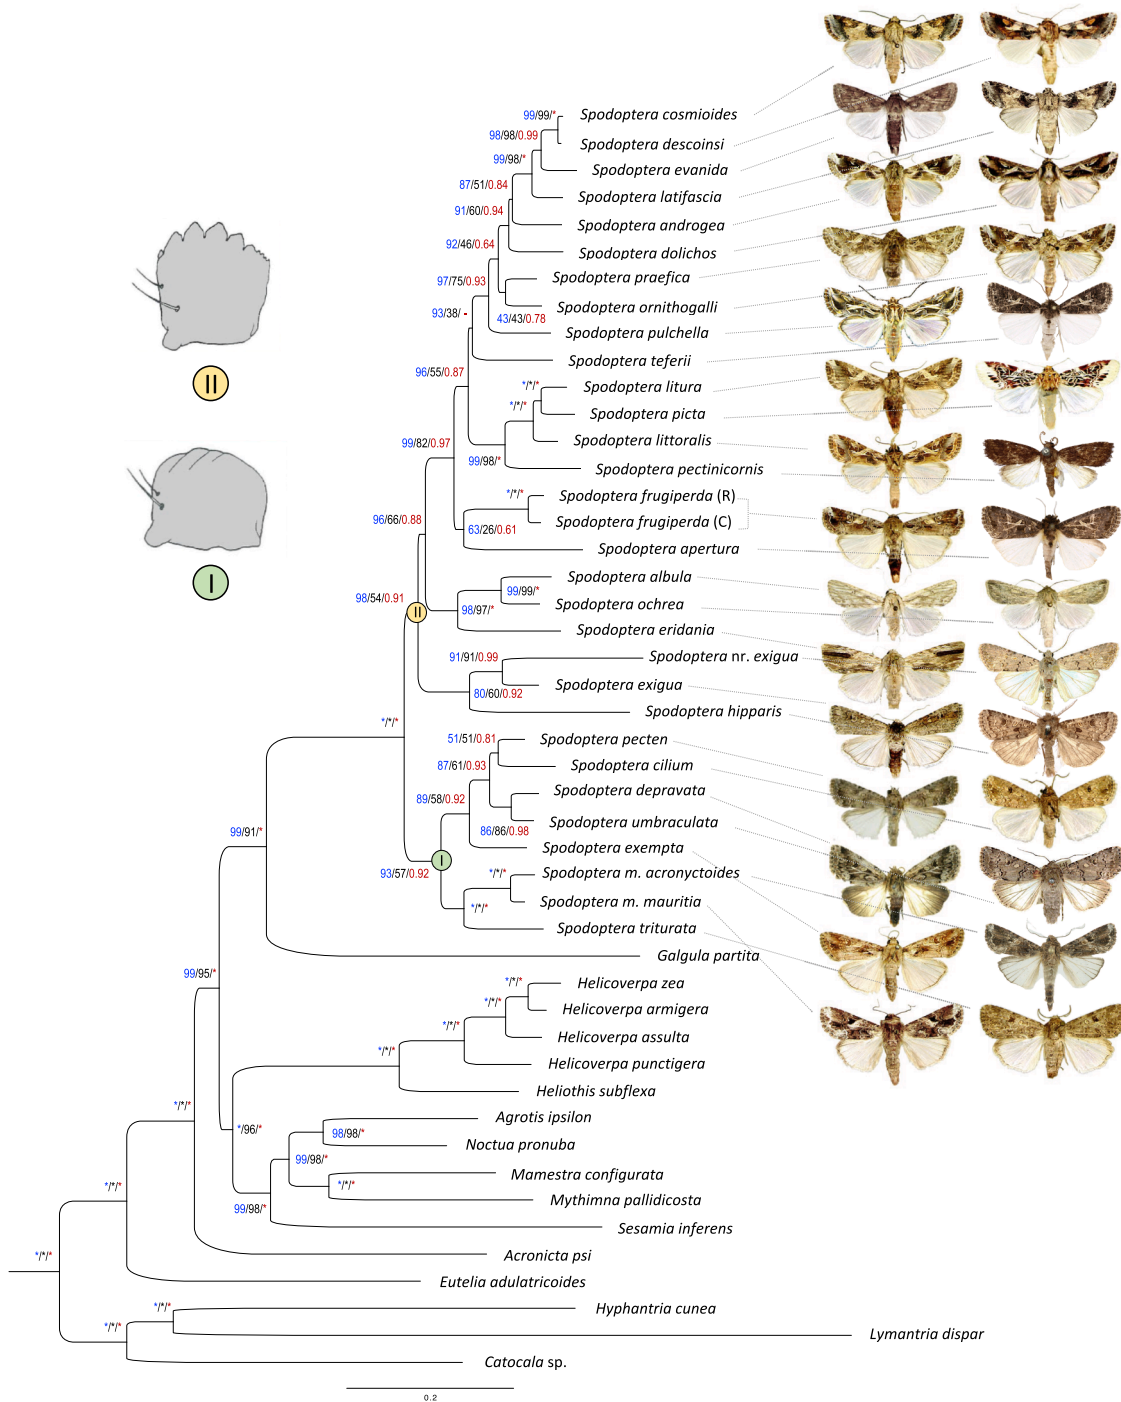 99/99/*
Spodoptera cosmioides
98/98/0.99
Spodoptera descoinsi
99/98/*
Spodoptera evanida
87/51/0.84
Spodoptera latifascia
91/60/0.94
Spodoptera androgea
92/46/0.64
Spodoptera dolichos
97/75/0.93
Spodoptera praefica
Spodoptera ornithogalli
93/38/-
43/43/0.78
Spodoptera pulchella
Spodoptera teferii
96/55/0.87
*/*/*
Spodoptera litura
*/*/*
Spodoptera picta
99/82/0.97
Spodoptera littoralis
99/98/*
Spodoptera pectinicornis
*/*/*
Spodoptera frugiperda (R)
96/66/0.88
63/26/0.61
Spodoptera frugiperda (C)
Spodoptera apertura
II
I
Spodoptera albula
99/99/*
98/54/0.91
II
98/97/*
Spodoptera ochrea
Spodoptera eridania
91/91/0.99
Spodoptera nr. exigua
80/60/0.92
Spodoptera exigua
Spodoptera hipparis
*/*/*
51/51/0.81
Spodoptera pecten
87/61/0.93
Spodoptera cilium
89/58/0.92
Spodoptera depravata
86/86/0.98
Spodoptera umbraculata
99/91/*
Spodoptera exempta
I
93/57/0.92
*/*/*
Spodoptera m. acronyctoides
*/*/*
Spodoptera m. mauritia
Spodoptera triturata
Galgula partita
99/95/*
*/*/*
Helicoverpa zea
*/*/*
Helicoverpa armigera
*/*/*
Helicoverpa assulta
*/*/*
Helicoverpa punctigera
Heliothis subflexa
*/*/*
Agrotis ipsilon
*/96/*
98/98/*
Noctua pronuba
99/98/*
Mamestra configurata
*/*/*
*/*/*
Mythimna pallidicosta
99/98/*
Sesamia inferens
*/*/*
Acronicta psi
Eutelia adulatricoides
*/*/*
Hyphantria cunea
*/*/*
Lymantria dispar
Catocala sp.
0.2